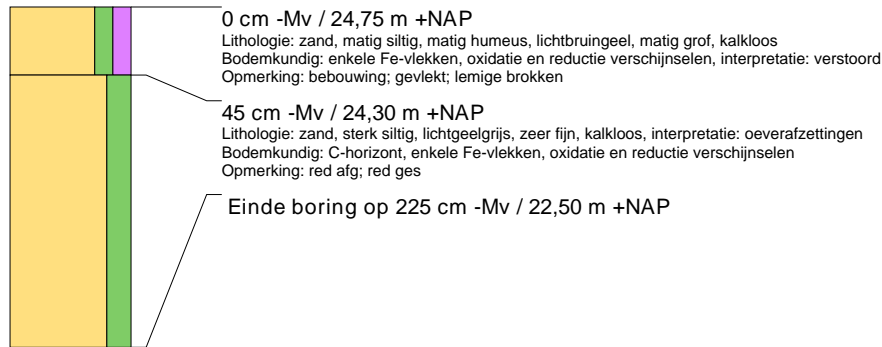 0 cm -Mv / 24,75 m +NAP
Lithologie: zand, matig siltig, matig humeus, lichtbruingeel, matig grof, kalkloos
Bodemkundig: enkele Fe-vlekken, oxidatie en reductie verschijnselen, interpretatie: verstoord
Opmerking: bebouwing; gevlekt; lemige brokken
45 cm -Mv / 24,30 m +NAP
Lithologie: zand, sterk siltig, lichtgeelgrijs, zeer fijn, kalkloos, interpretatie: oeverafzettingen
Bodemkundig: C-horizont, enkele Fe-vlekken, oxidatie en reductie verschijnselen
Opmerking: red afg; red ges
Einde boring op 225 cm -Mv / 22,50 m +NAP